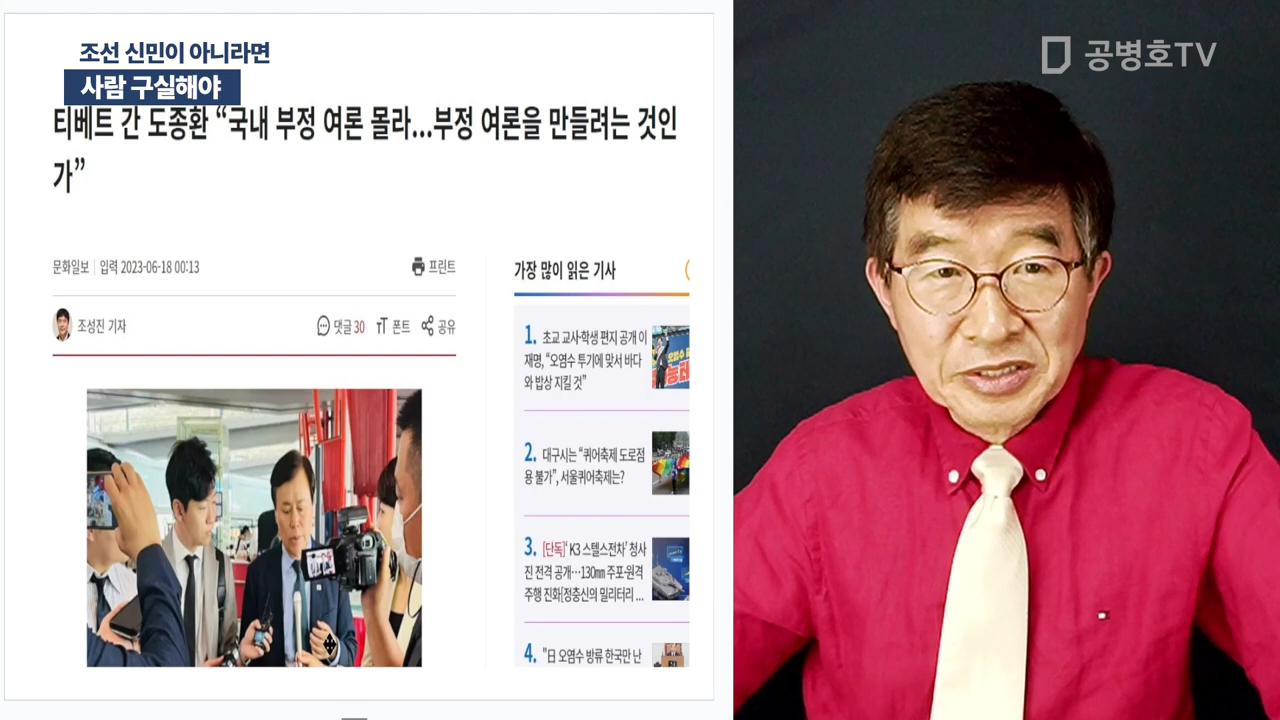 조선 신민이 아니라면
사람 구실해야
공병호TV
티베트 간 도종환 “국내 부정 여론 몰라...부정 여론을 만들려는 것인
가”
문화일보 입력 2023-06-18 00:13
프린트
조성진 기자
댓글 30
폰트
공유
가장 많이 읽은 기사
1. 초교 교사·학생 편지 공개 이
재명, “오염수 투기에 맞서 바다
와 밥상 지킬 것”
2. 대구시는 “퀴어축제 도로점
용 불가”, 서울퀴어축제는?
3. [단독]‘K3 스텔스전차’ 청사
진 전격 공개…130㎜ 주포·원격
주행 진화[정충신의 밀리터리 ...
4. "日 오염수 방류 한국만 난